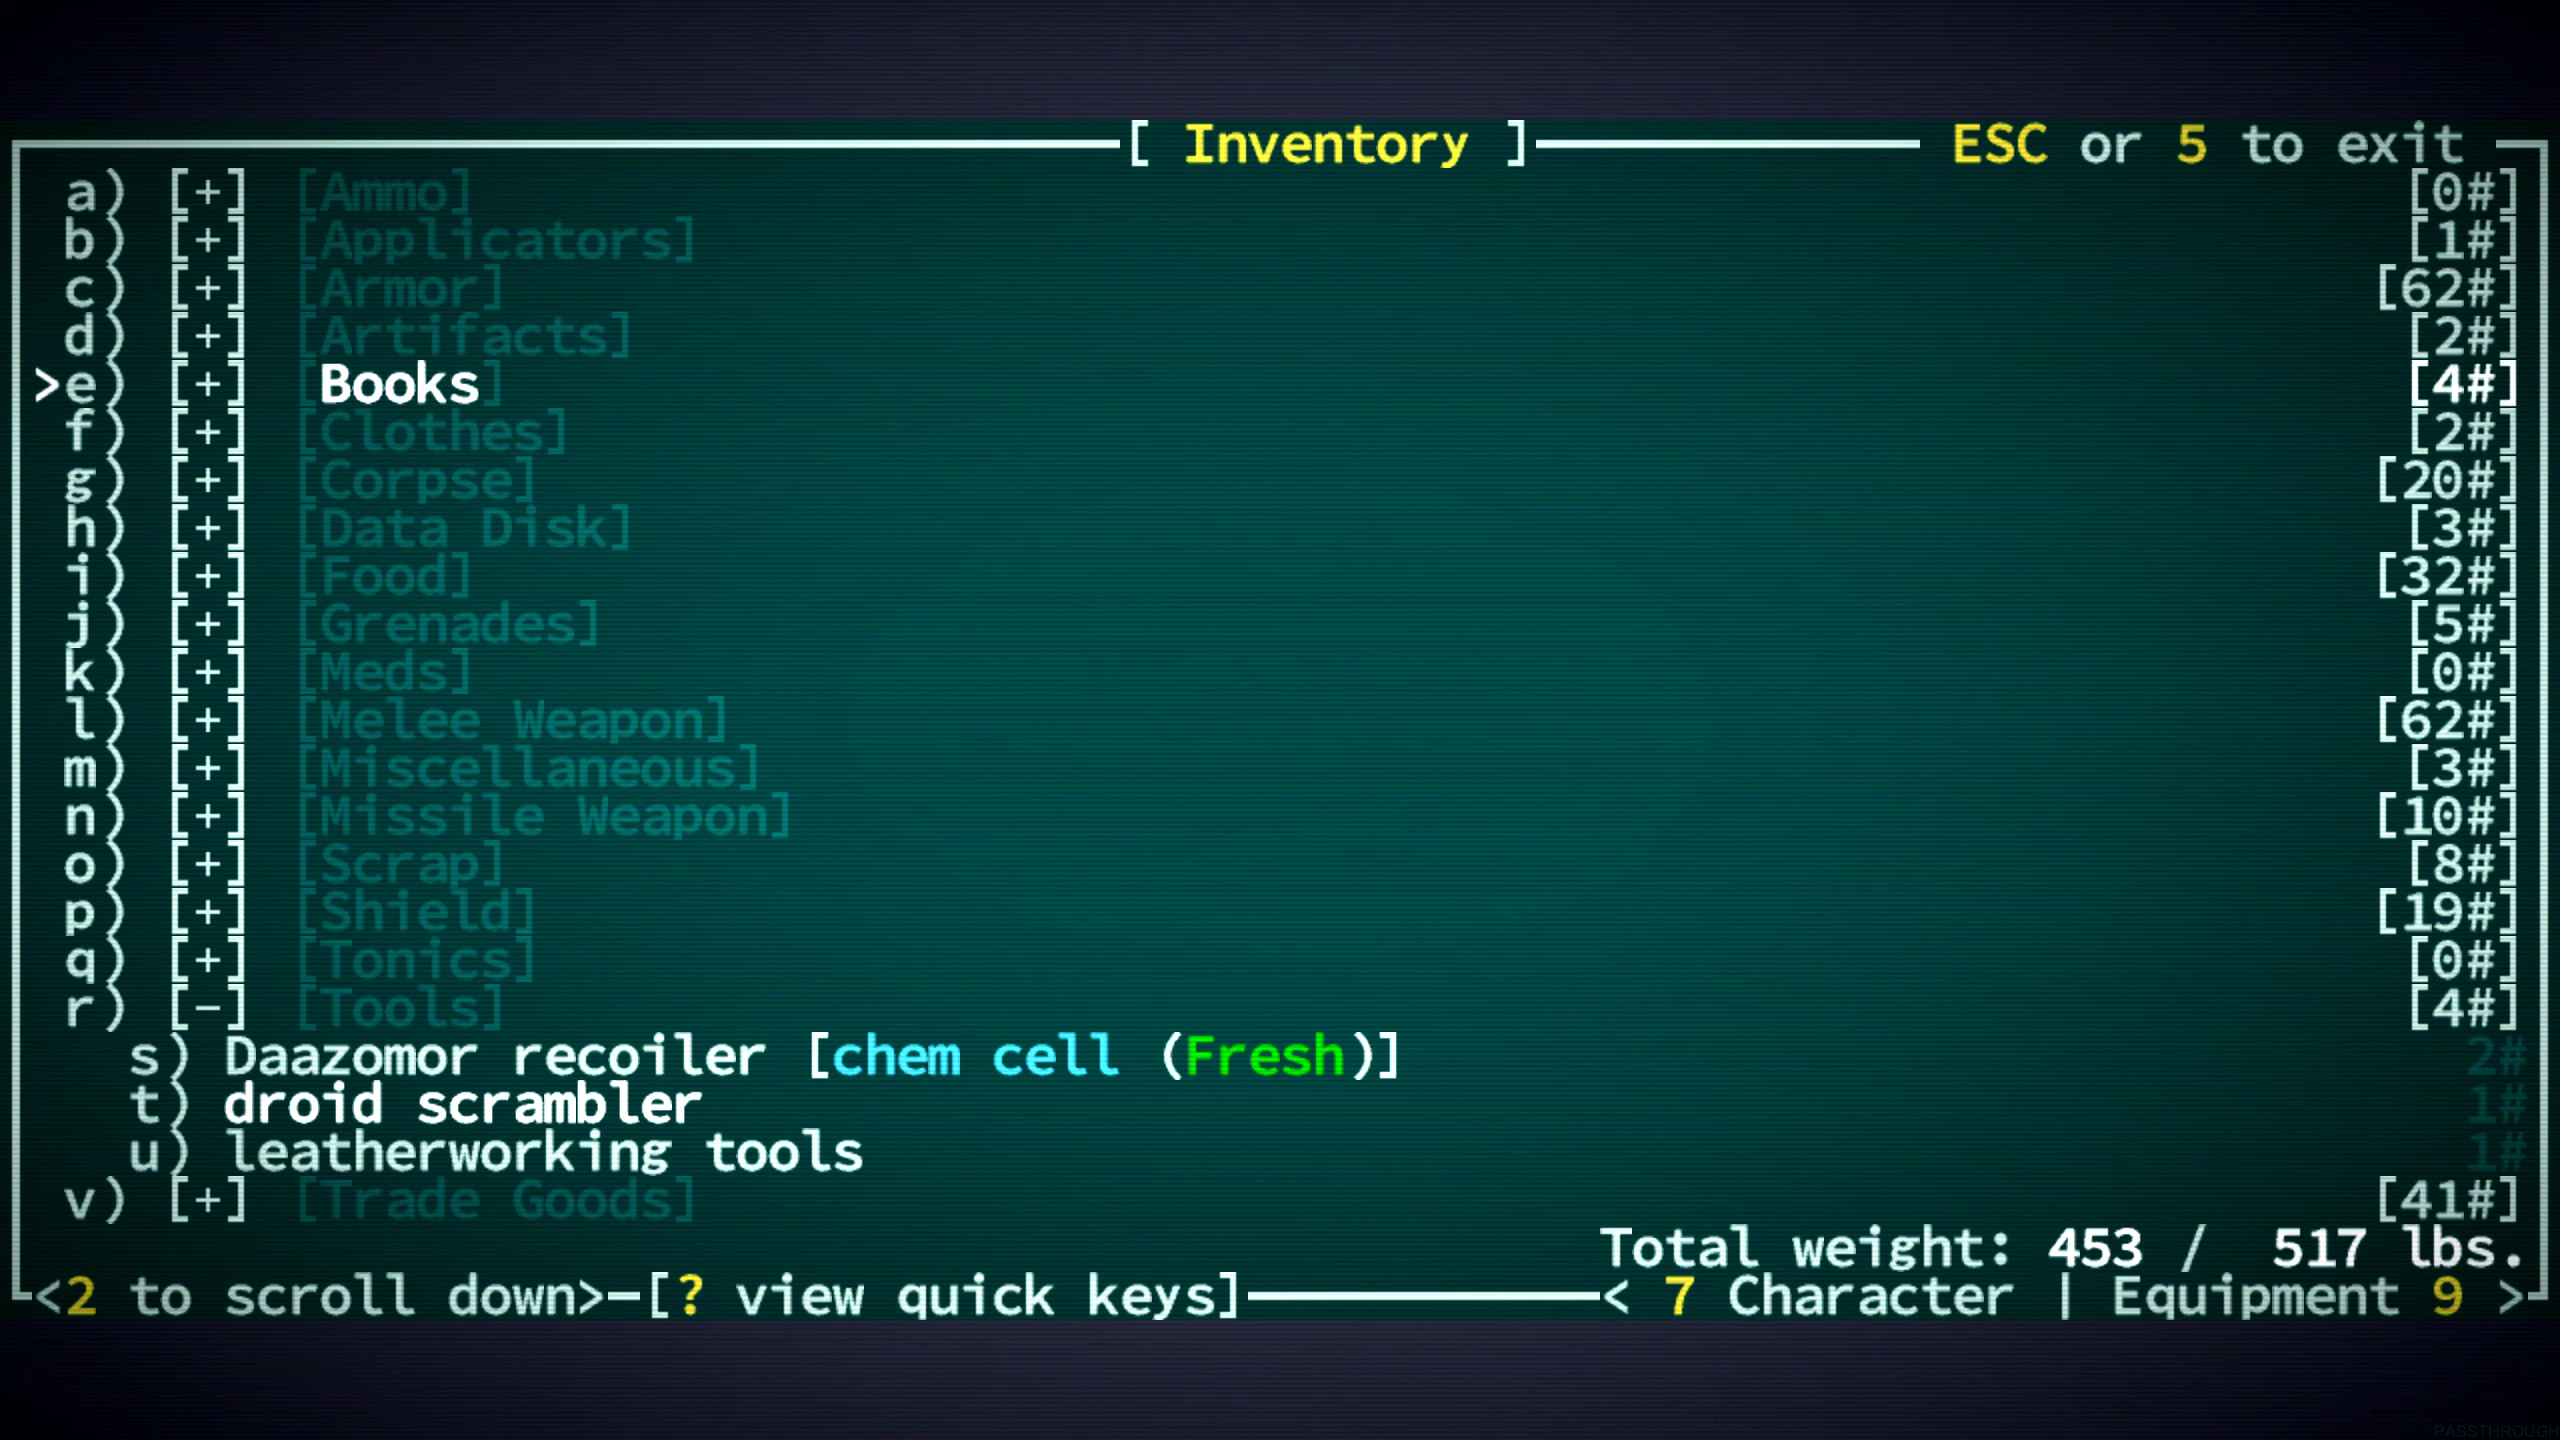 [ Inventory ] ESC or 5 to exit
a) [+] [Ammo] [0#]
b) [+] [Applicators] [1#]
c) [+] [Armor] [62#]
d) [+] [Artifacts] [2#]
>e) [+] [Books] [4#]
f) [+] [Clothes] [2#]
g) [+] [Corpse] [20#]
h) [+] [Data Disk] [3#]
i) [+] [Food] [32#]
j) [+] [Grenades] [5#]
k) [+] [Meds] [0#]
l) [+] [Melee Weapon] [62#]
m) [+] [Miscellaneous] [3#]
n) [+] [Missile Weapon] [10#]
o) [+] [Scrap] [8#]
p) [+] [Shield] [19#]
q) [+] [Tonics] [0#]
r) [-] [Tools] [4#]
s) Daazomor recoiler [chem cell (Fresh)] 2#
t) droid scrambler 1#
u) leatherworking tools 1#
v) [+] [Trade Goods] [41#]
Total weight: 453 / 517 lbs.
<2 to scroll down> [? view quick keys] < 7 Character | Equipment 9 >
PASSTHROUGH